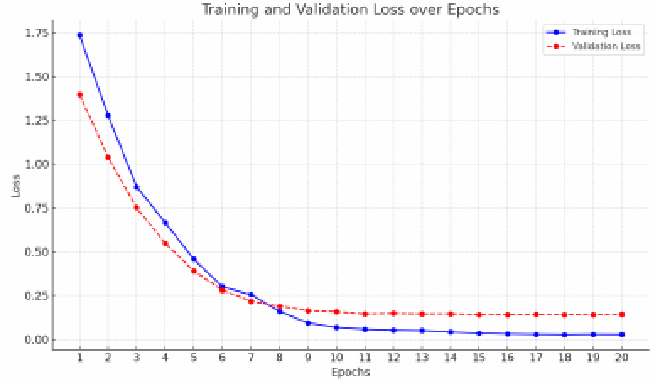 Training and Validation Loss over Epochs
Training Loss
Validation Loss
1.75
1.50
1.25
1.00
0.75
0.50
0.25
0.00
Loss
1 2 3 4 5 6 7 8 9 10 11 12 13 14 15 16 17 18 19 20
Epochs